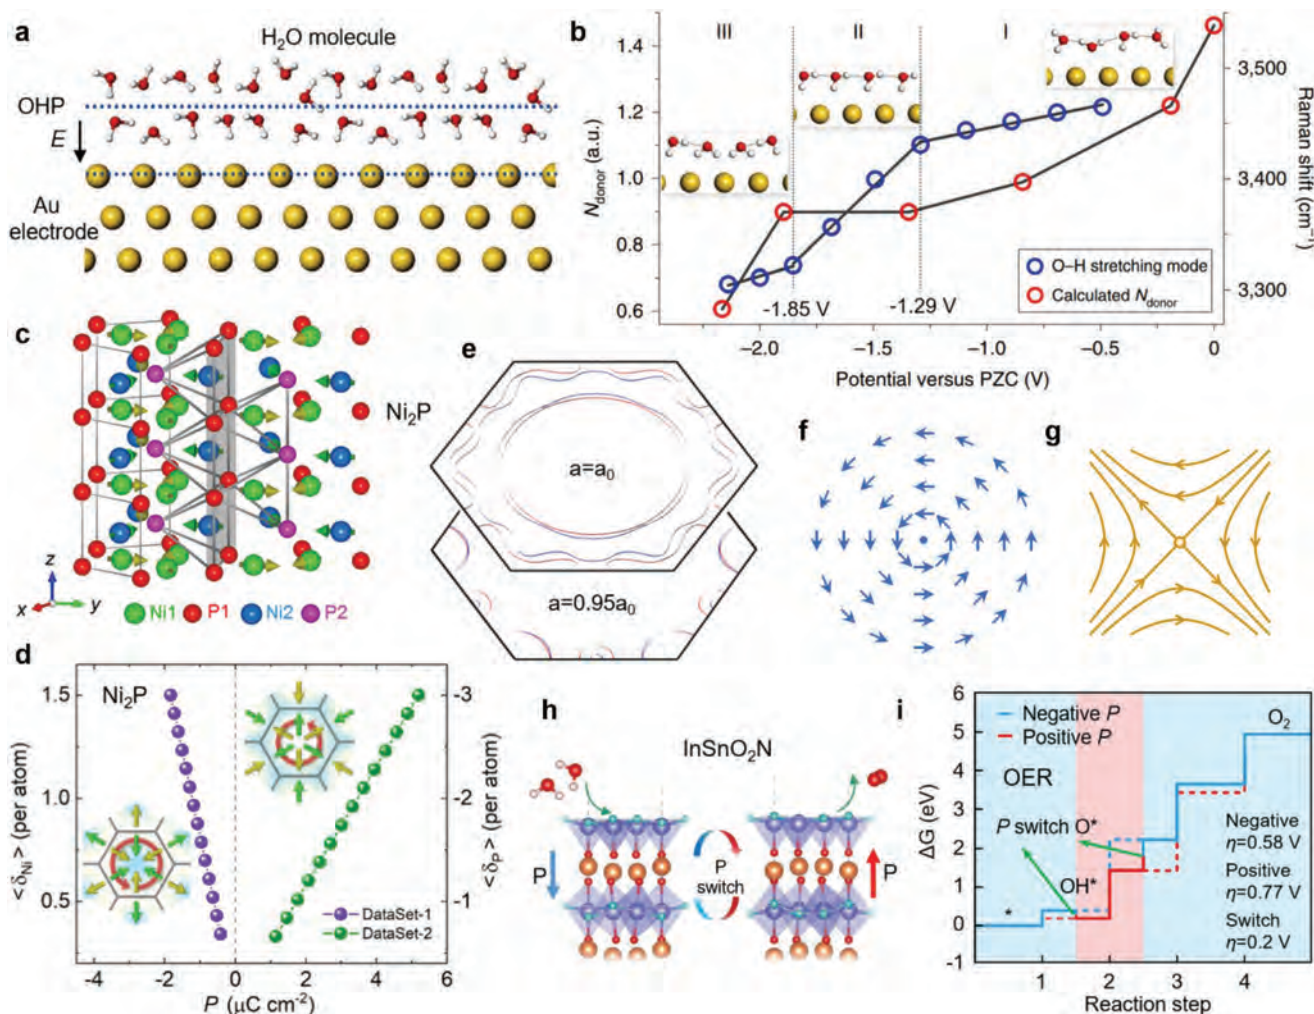 a
H₂O molecule
OHP
E
Au
electrode
b
III
II
I
1.4
1.2
1.0
0.8
0.6
N_donor (a.u.)
3,500
3,400
3,300
Raman shift (cm⁻¹)
O–H stretching mode
Calculated N_donor
-1.85 V
-1.29 V
−2.0
−1.5
−1.0
−0.5
0
Potential versus PZC (V)
c
Ni₂P
z
x
y
Ni1
P1
Ni2
P2
d
Ni₂P
1.5
1.0
0.5
<δ_Ni> (per atom)
-3
-2
-1
<δ_P> (per atom)
DataSet-1
DataSet-2
-4
-2
0
2
4
6
P (μC cm⁻²)
e
a=a₀
a=0.95a₀
f
g
h
InSnO₂N
P
P
switch
P
i
6
5
4
3
2
1
0
-1
ΔG (eV)
Negative P
Positive P
O₂
OER
P switch O*
OH*
*
Negative
η=0.58 V
Positive
η=0.77 V
Switch
η=0.2 V
1
2
3
4
Reaction step